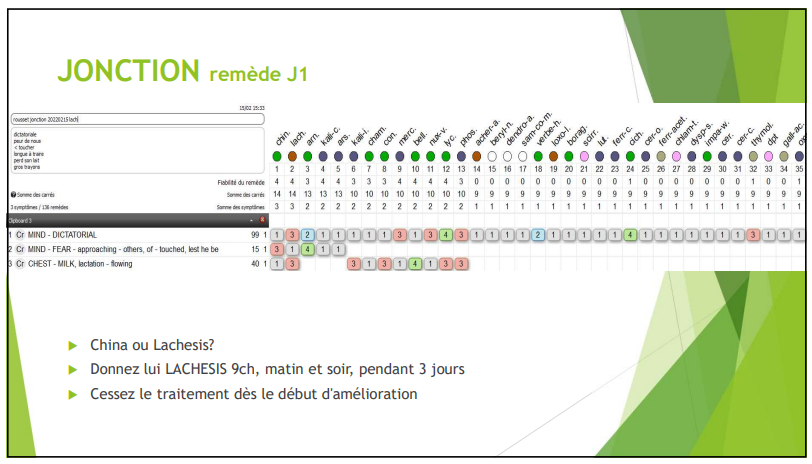 JONCTION remède J1
15/02 15:33
rousset jonction 20220215 lach
dictatoriale
peur de nous
< toucher
longue à traire
perd son lait
gros trayons
Somme des carrés
3 symptômes / 136 remèdes
chin. lach. arn. kali-c. ars. kali-i. cham. con. merc. bell. nux-v. lyc. phos. acher-a. beryl-n. dendro-a. sam-co-m. verbe-h. loxo-l. borag. scirr. lut. ferr-c. cich. cer-o. ferr-acet. chlam-t. dysp-s. impa-w. cer. cer-c. thymol. dpt gall-ac.
1 2 3 4 5 6 7 8 9 10 11 12 13 14 15 16 17 18 19 20 21 22 23 24 25 26 27 28 29 30 31 32 33 34 35
Fiabilité du remède 4 4 3 4 4 3 3 3 4 4 4 4 3 0 0 0 0 0 0 0 0 0 0 1 0 0 0 0 0 0 0 1 0 0 1
Somme des carrés 14 14 13 13 13 10 10 10 10 10 10 10 10 9 9 9 9 9 9 9 9 9 9 9 9 9 9 9 9 9 9 9 9 9 9
Somme des symptômes 3 3 2 2 2 2 2 2 2 2 2 2 2 1 1 1 1 1 1 1 1 1 1 1 1 1 1 1 1 1 1 1 1 1 1
Clipboard 2
1 Cr MIND - DICTATORIAL 99 1 1 3 2 1 1 1 1 1 3 1 3 4 3 1 1 1 1 2 1 1 1 1 1 4 1 1 1 1 1 1 1 3 1 1 1
2 Cr MIND - FEAR - approaching - others, of - touched, lest he be 15 1 3 1 4 1 1
3 Cr CHEST - MILK, lactation - flowing 40 1 1 3 3 1 3 1 4 1 3 3
China ou Lachesis?
Donnez lui LACHESIS 9ch, matin et soir, pendant 3 jours
Cessez le traitement dès le début d'amélioration